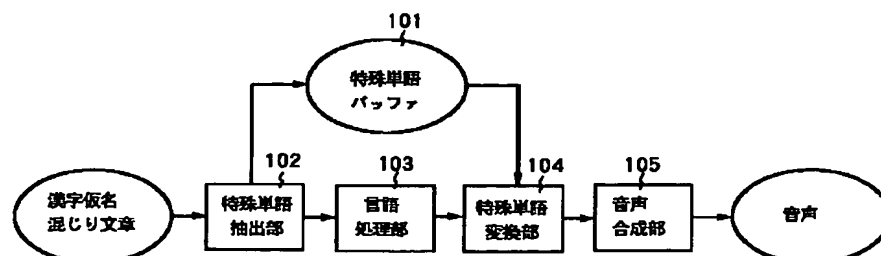 101
特殊単語
バッファ
102
103
104
105
漢字仮名
混じり文章
特殊単語
抽出部
言語
処理部
特殊単語
変換部
音声
合成部
音声